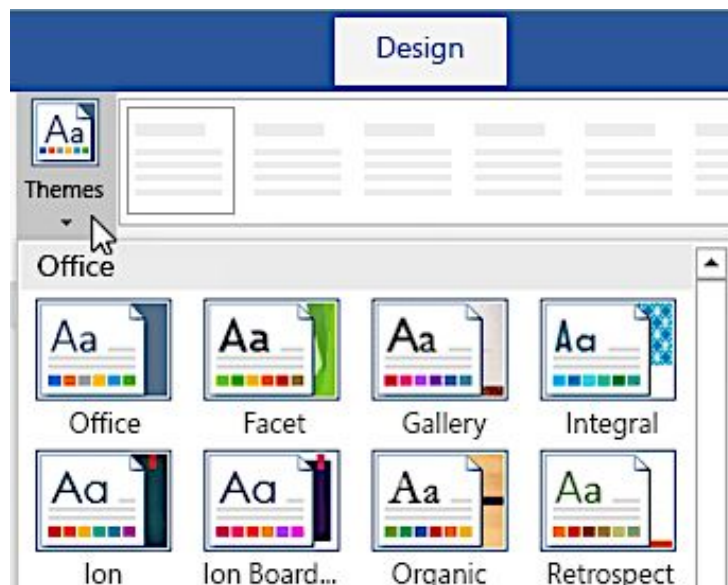 Design
Aa
Themes
Office
Aa Aa Aa Aa
Office Facet Gallery Integral
Aa Aa Aa Aa
Ion Ion Board... Organic Retrospect